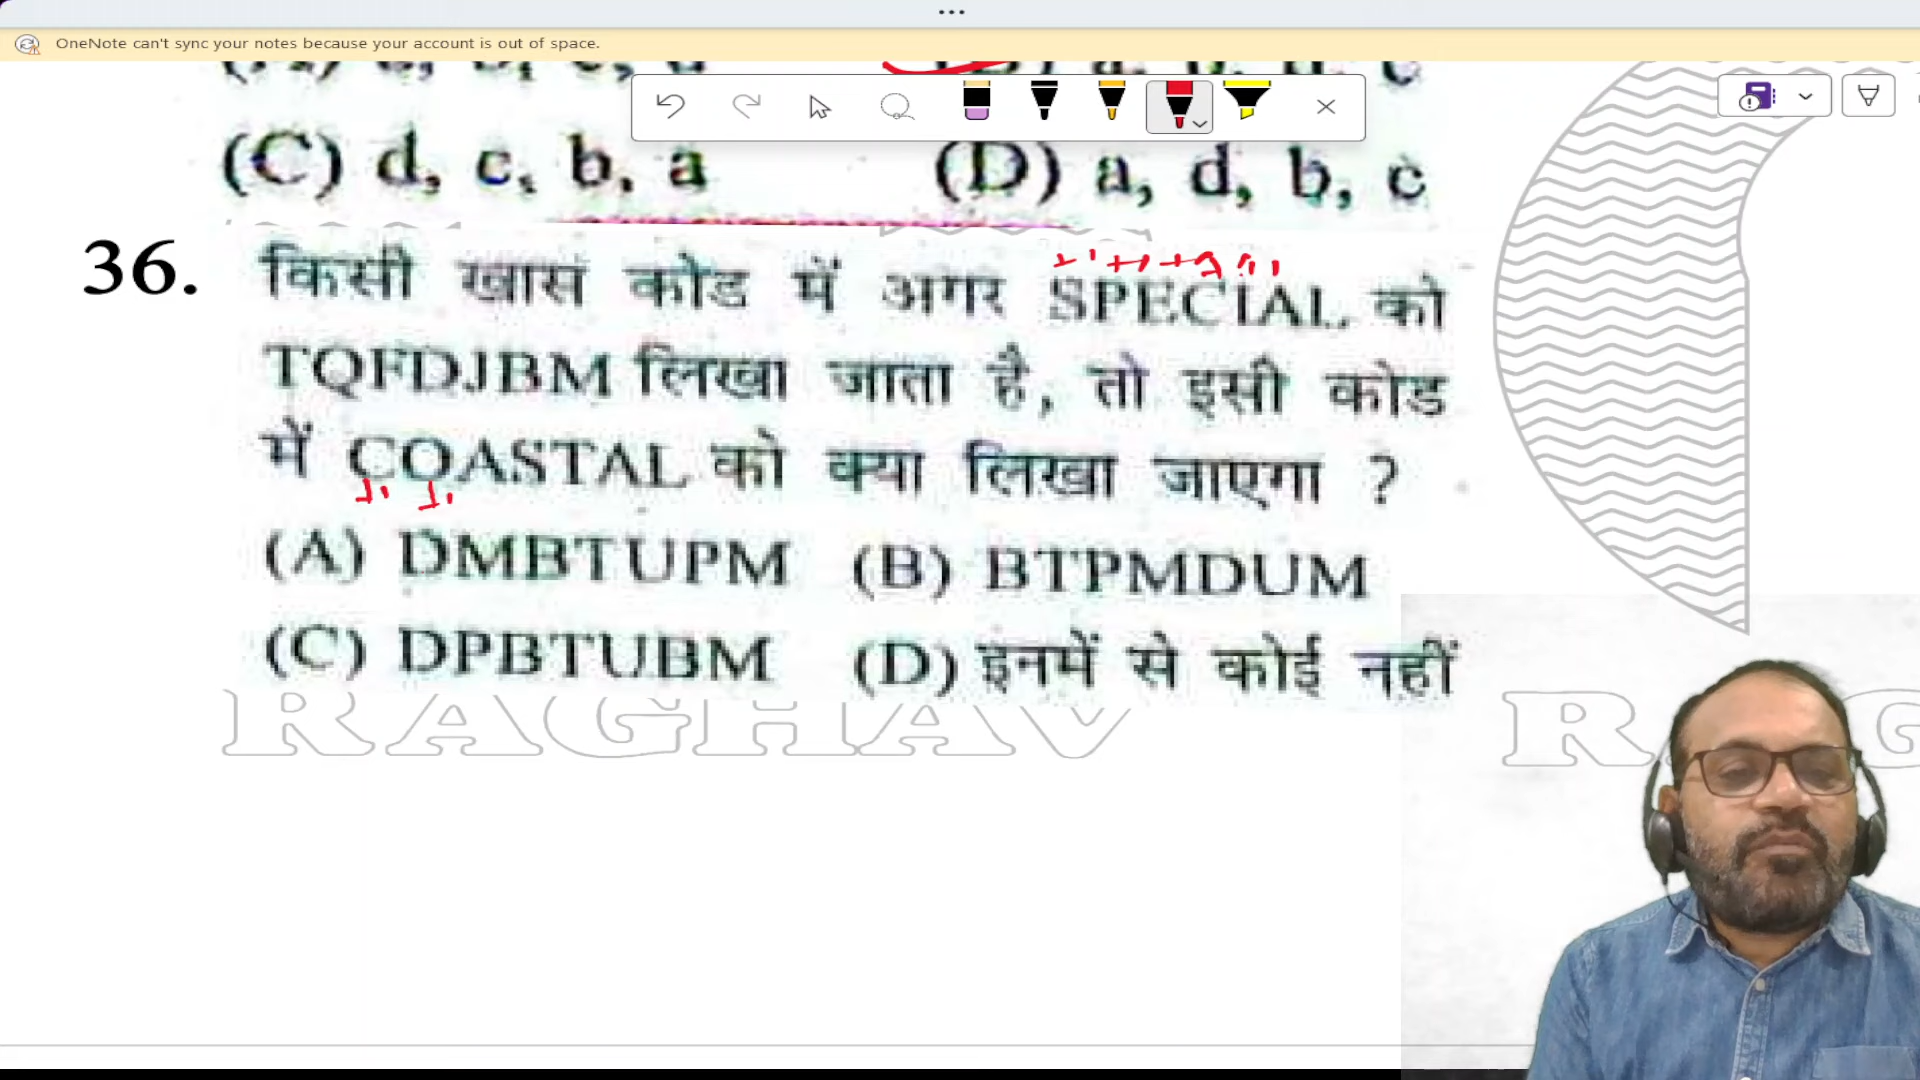 ...
OneNote can't sync your notes because your account is out of space.
(C) d, c, b, a (D) a, d, b, c
36. किसी खास कोड में अगर SPECIAL को
TQFDJBM लिखा जाता है, तो इसी कोड
में COASTAL को क्या लिखा जाएगा ?
(A) DMBTUPM (B) BTPMDUM
(C) DPBTUBM (D) इनमें से कोई नहीं
RAGHAV